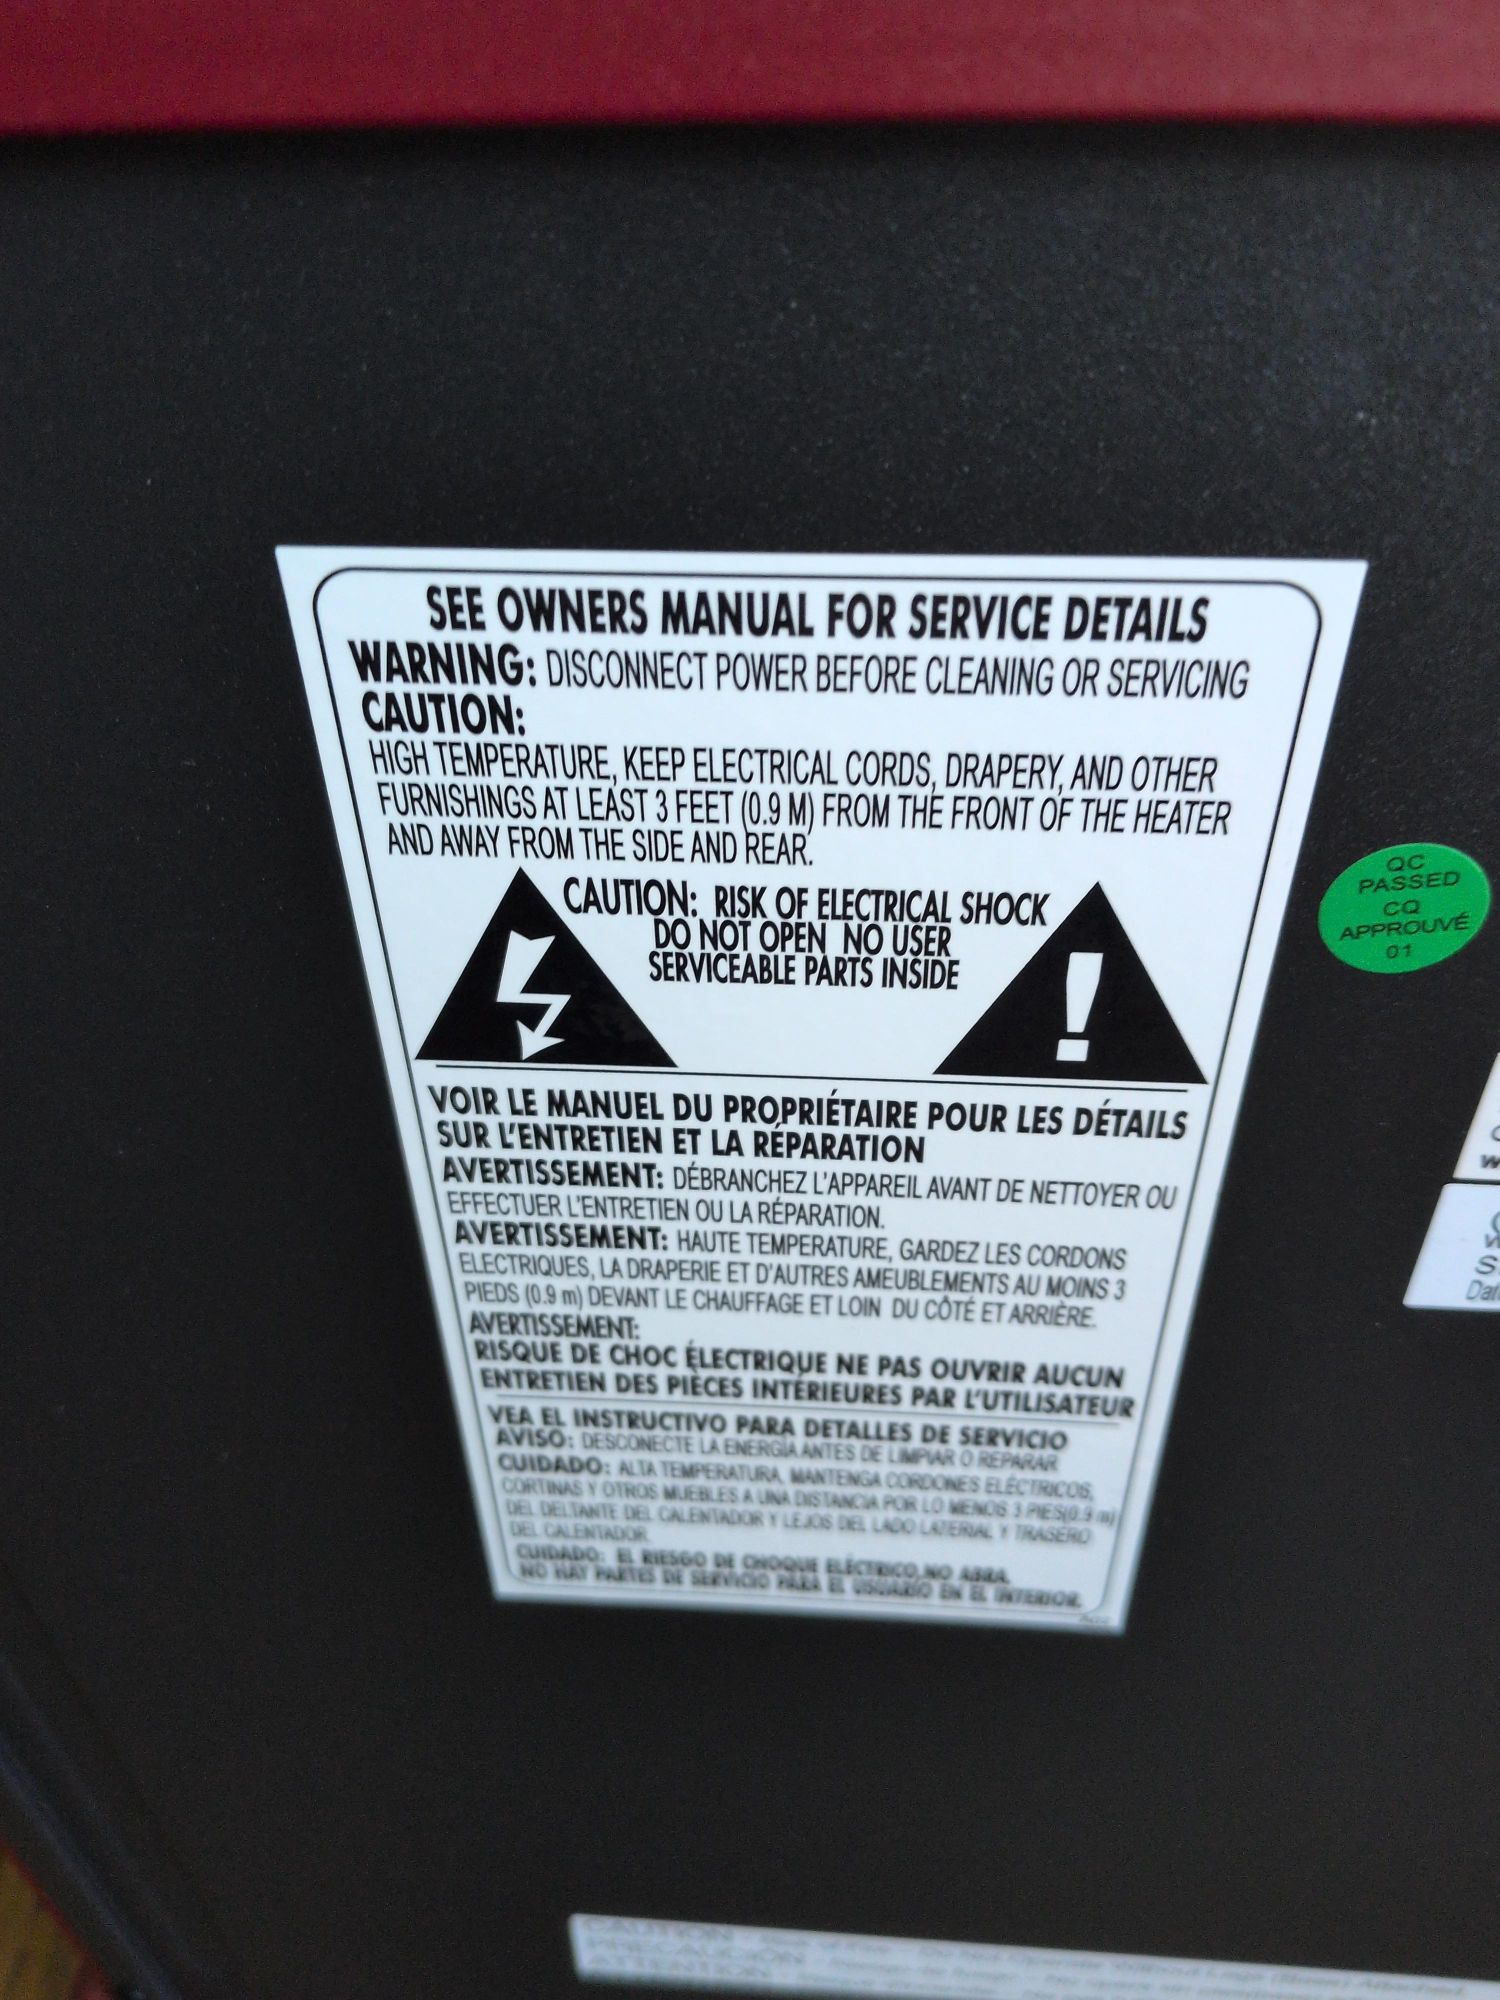 SEE OWNERS MANUAL FOR SERVICE DETAILS
WARNING: DISCONNECT POWER BEFORE CLEANING OR SERVICING
CAUTION:
HIGH TEMPERATURE, KEEP ELECTRICAL CORDS, DRAPERY, AND OTHER
FURNISHINGS AT LEAST 3 FEET (0.9 M) FROM THE FRONT OF THE HEATER
AND AWAY FROM THE SIDE AND REAR.
CAUTION: RISK OF ELECTRICAL SHOCK
DO NOT OPEN NO USER
SERVICEABLE PARTS INSIDE
VOIR LE MANUEL DU PROPRIÉTAIRE POUR LES DÉTAILS
SUR L'ENTRETIEN ET LA RÉPARATION
AVERTISSEMENT: DÉBRANCHEZ L'APPAREIL AVANT DE NETTOYER OU
EFFECTUER L'ENTRETIEN OU LA RÉPARATION.
AVERTISSEMENT: HAUTE TEMPERATURE, GARDEZ LES CORDONS
ELECTRIQUES, LA DRAPERIE ET D'AUTRES AMEUBLEMENTS AU MOINS 3
PIEDS (0.9 m) DEVANT LE CHAUFFAGE ET LOIN DU CÔTÉ ET ARRIÈRE.
AVERTISSEMENT:
RISQUE DE CHOC ÉLECTRIQUE NE PAS OUVRIR AUCUN
ENTRETIEN DES PIÈCES INTÉRIEURES PAR L'UTILISATEUR
VEA EL INSTRUCTIVO PARA DETALLES DE SERVICIO
AVISO: DESCONECTE LA ENERGÍA ANTES DE LIMPIAR O REPARAR
CUIDADO: ALTA TEMPERATURA, MANTENGA CORDONES ELÉCTRICOS,
CORTINAS Y OTROS MUEBLES A UNA DISTANCIA POR LO MENOS 3 PIES(0.9 m)
DEL DELTANTE DEL CALENTADOR Y LEJOS DEL LADO LATERIAL Y TRASERO
DEL CALENTADOR.
CUIDADO: EL RIESGO DE CHOQUE ELÉCTRICO, NO ABRA.
NO HAY PARTES DE SERVICIO PARA EL USUARIO EN EL INTERIOR.
QC
PASSED
CQ
APPROUVÉ
01
CAUTION
PRECAUCION
ATTENTION